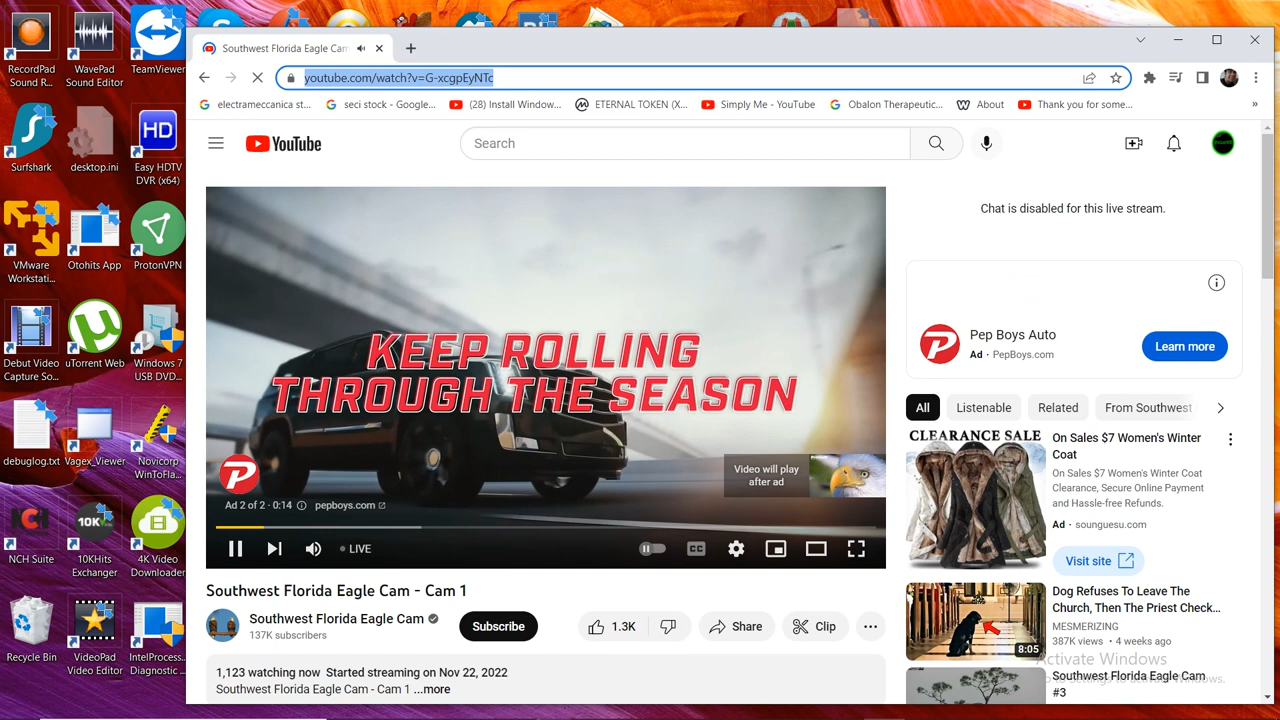 RecordPad
Sound R...
WavePad
Sound Editor
TeamViewer
Surfshark
desktop.ini
Easy HDTV
DVR (x64)
VMware
Workstati...
Otohits App
ProtonVPN
Debut Video
Capture So...
uTorrent Web
Windows 7
USB DVD...
debuglog.txt
Vagex_Viewer
Novicorp
WinToFla...
NCH Suite
10KHits
Exchanger
4K Video
Downloader
Recycle Bin
VideoPad
Video Editor
IntelProcess...
Diagnostic ...
Southwest Florida Eagle Cam
youtube.com/watch?v=G-xcgpEyNTc
electrameccanica st...
seci stock - Google...
(28) Install Window...
ETERNAL TOKEN (X...
Simply Me - YouTube
Obalon Therapeutic...
About
Thank you for some...
YouTube
Search
KEEP ROLLING
THROUGH THE SEASON
Video will play
after ad
Ad 2 of 2 · 0:14
pepboys.com
LIVE
Southwest Florida Eagle Cam - Cam 1
Southwest Florida Eagle Cam
137K subscribers
Subscribe
1.3K
Share
Clip
1,123 watching now Started streaming on Nov 22, 2022
Southwest Florida Eagle Cam - Cam 1 ...more
Chat is disabled for this live stream.
Pep Boys Auto
Ad · PepBoys.com
Learn more
All
Listenable
Related
From Southwest
CLEARANCE SALE
On Sales $7 Women's Winter
Coat
On Sales $7 Women's Winter Coat
Clearance, Secure Online Payment
and Hassle-free Refunds.
Ad · sounguesu.com
Visit site
Dog Refuses To Leave The
Church, Then The Priest Check...
MESMERIZING
387K views · 4 weeks ago
8:05
Activate Windows
Southwest Florida Eagle Cam
#3